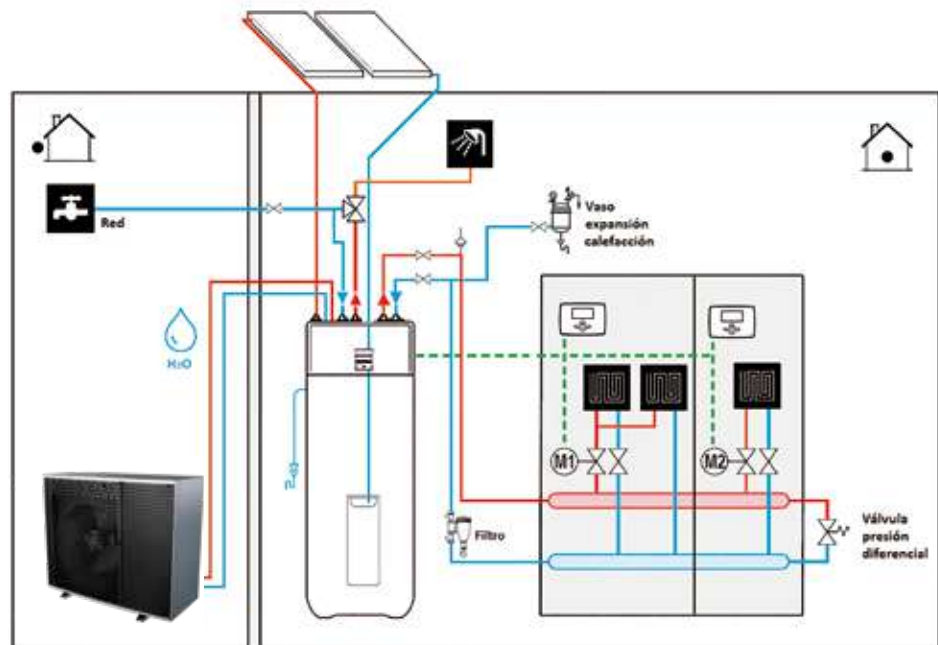 Red
Vaso
expansión
calefacción
H₂O
M1
M2
Filtro
Válvula
presión
diferencial